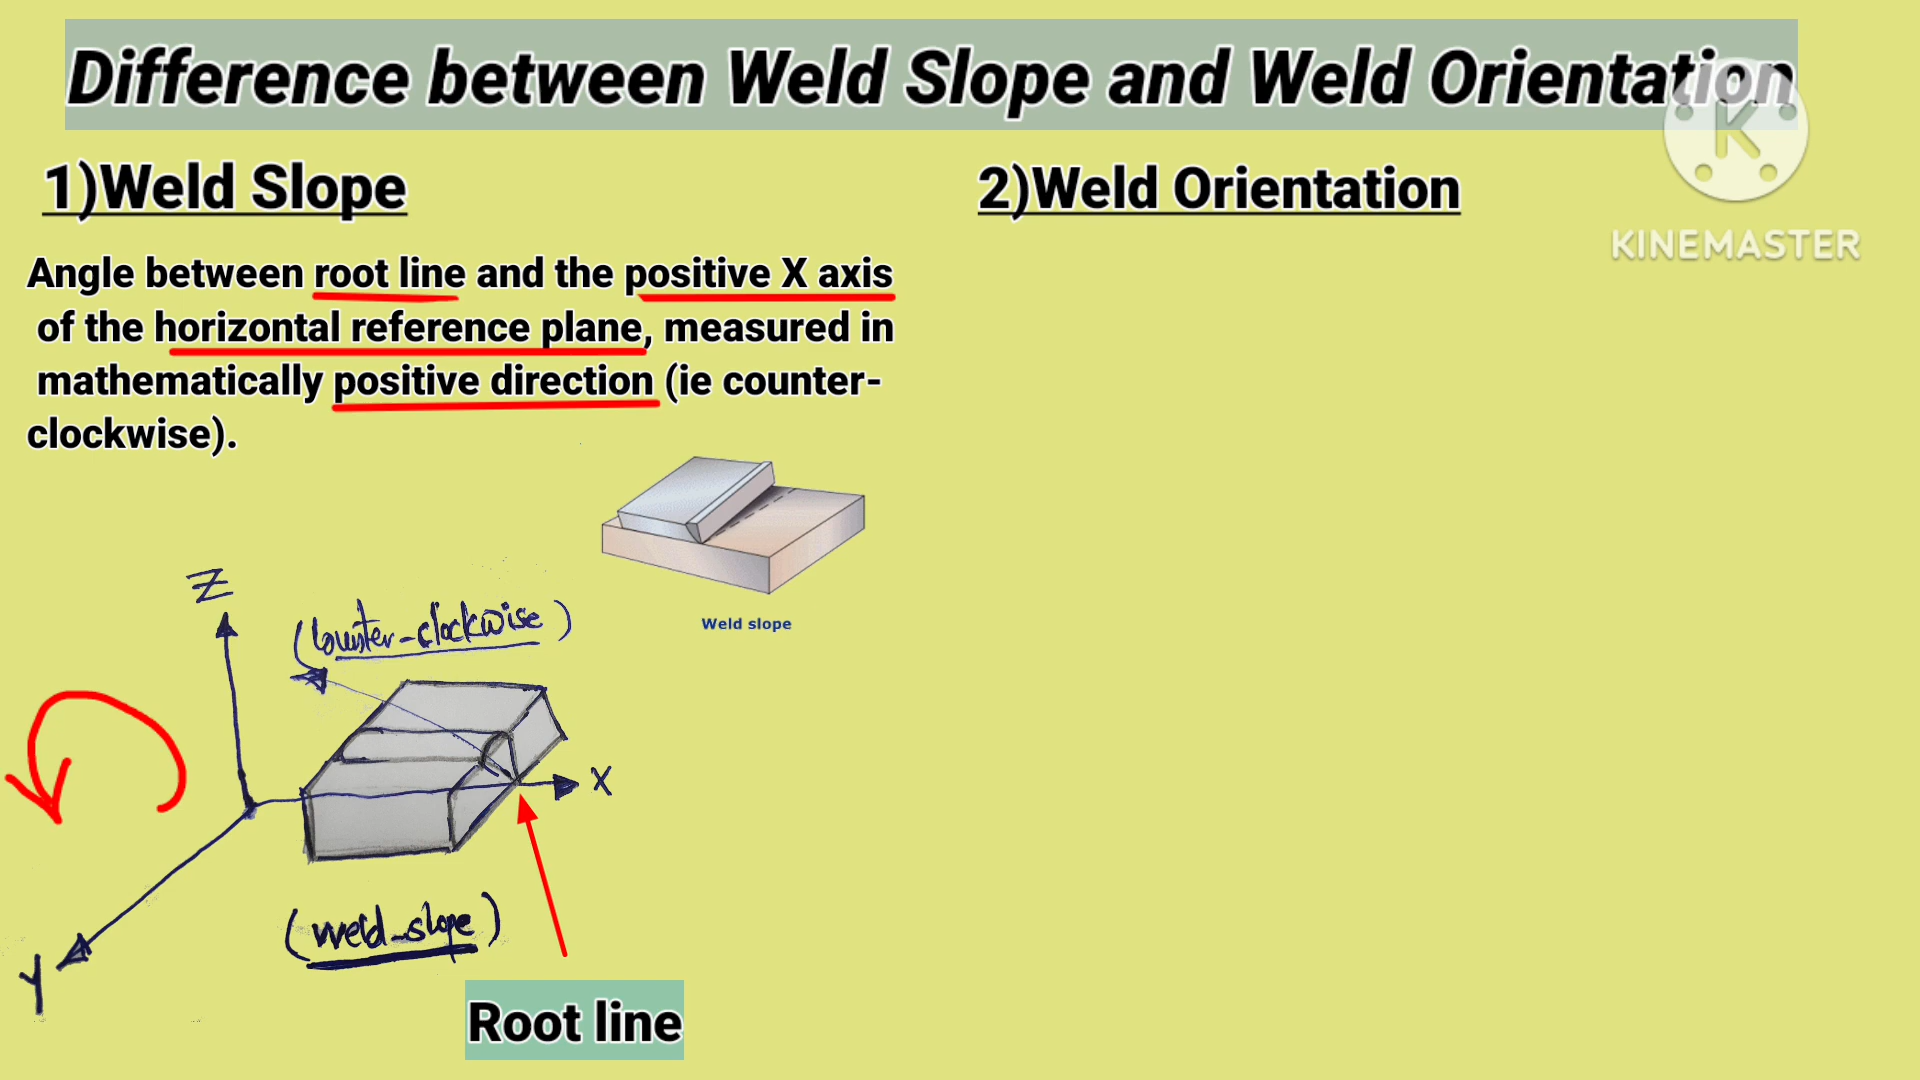 Difference between Weld Slope and Weld Orientation
K
KINEMASTER
1)Weld Slope
Angle between root line and the positive X axis
of the horizontal reference plane, measured in
mathematically positive direction (ie counter-
clockwise).
Weld slope
Z
(Counter-clockwise)
X
Y
(weld-slope)
Root line
2)Weld Orientation